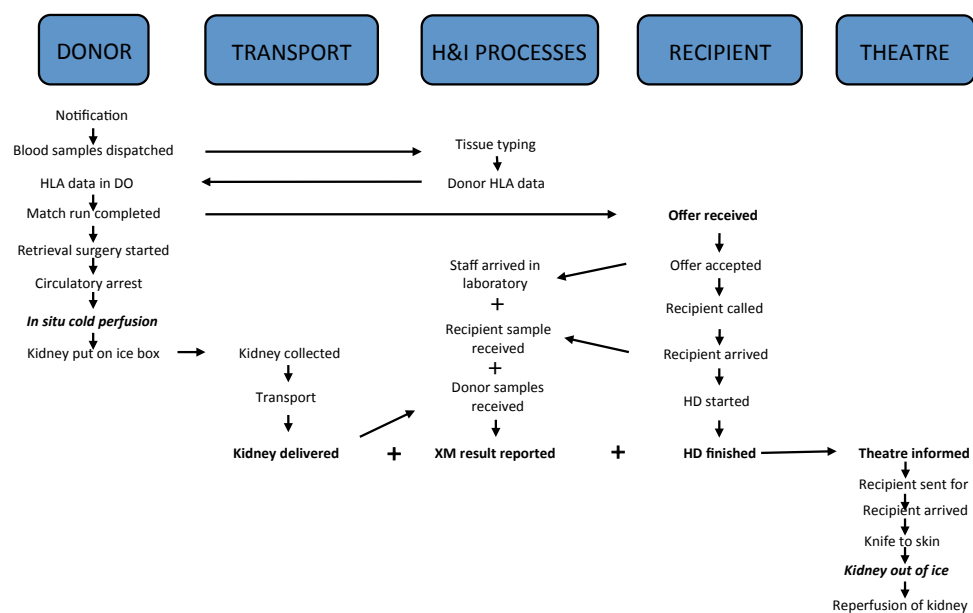 DONOR
TRANSPORT
H&I PROCESSES
RECIPIENT
THEATRE
Notification
Blood samples dispatched
HLA data in DO
Match run completed
Retrieval surgery started
Circulatory arrest
In situ cold perfusion
Kidney put on ice box
Kidney collected
Transport
Kidney delivered
+
Tissue typing
Donor HLA data
Staff arrived in
laboratory
+
Recipient sample
received
+
Donor samples
received
XM result reported
+
Offer received
Offer accepted
Recipient called
Recipient arrived
HD started
HD finished
Theatre informed
Recipient sent for
Recipient arrived
Knife to skin
Kidney out of ice
Reperfusion of kidney